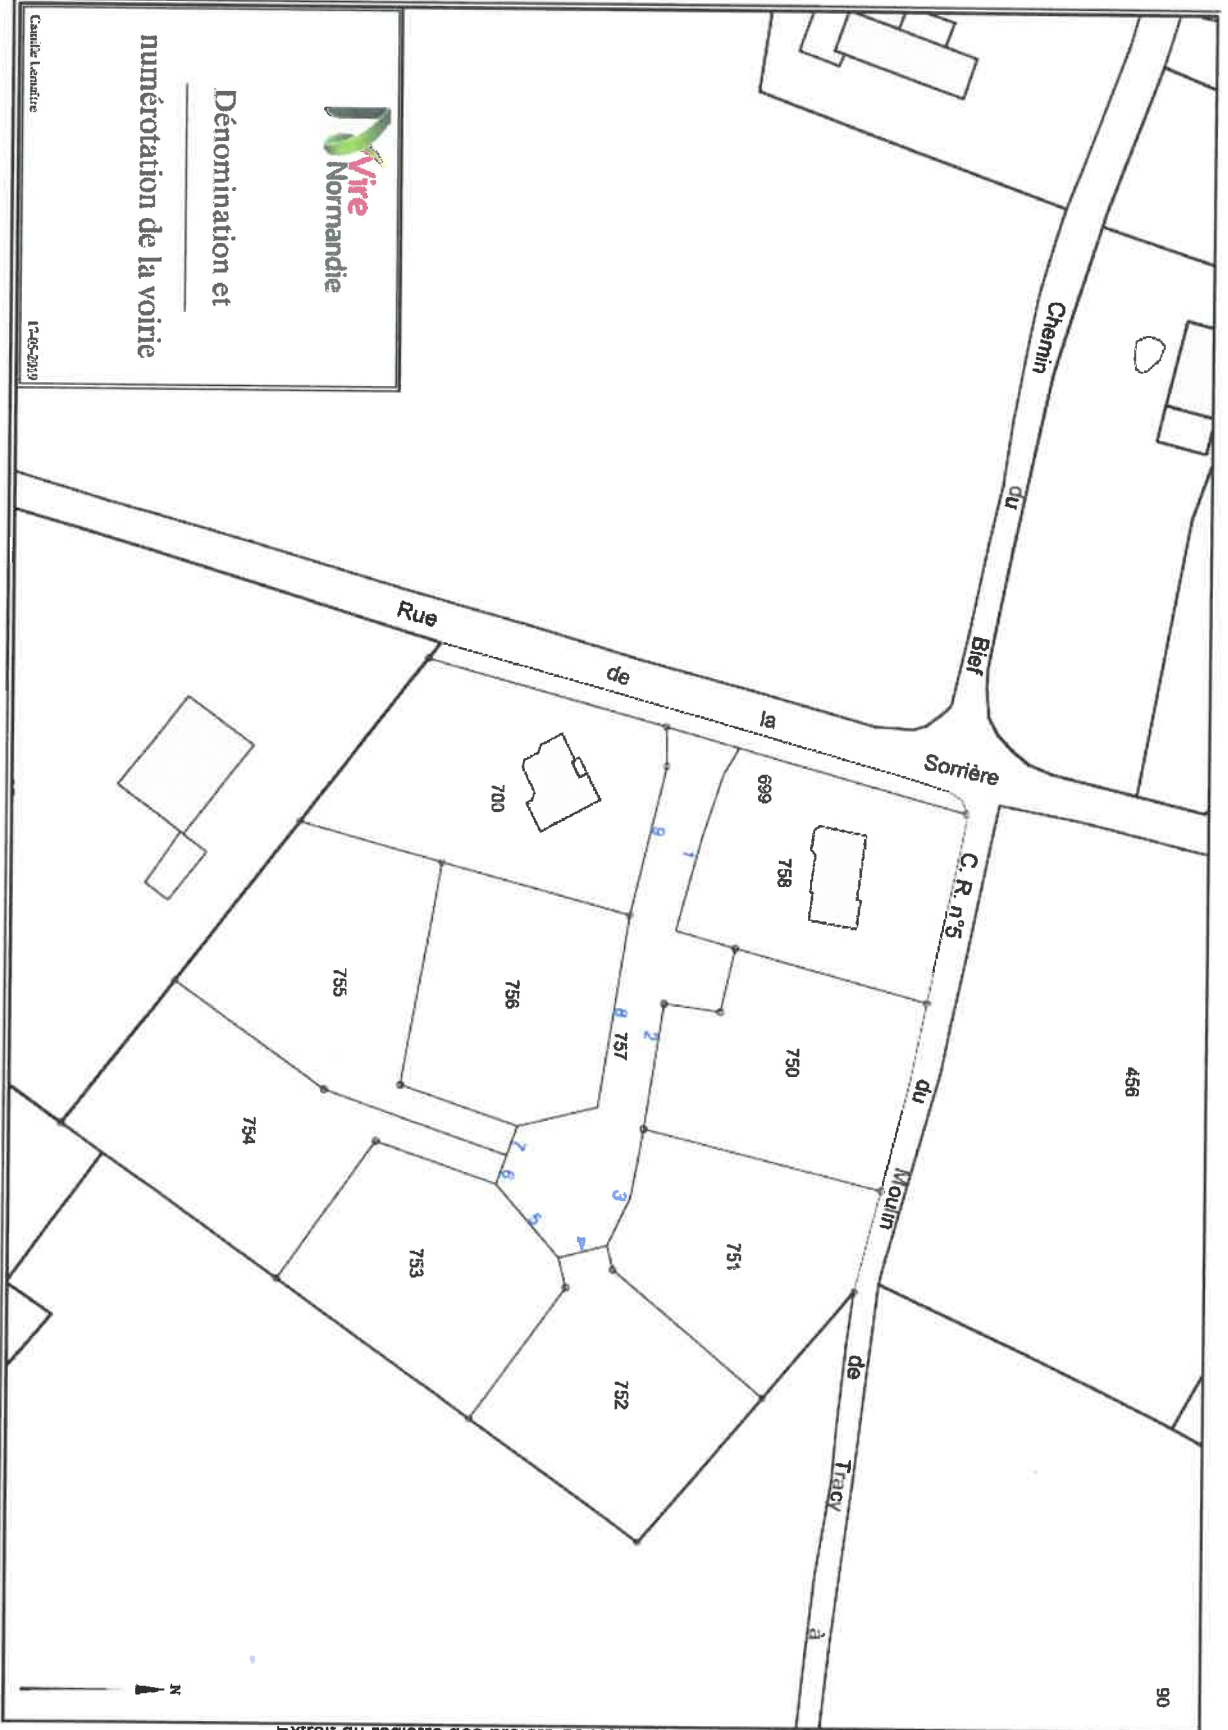 Vire
Normandie
Dénomination et
numérotation de la voirie
Camille Lemaître
17-05-2019
Chemin du Bief
Rue de la Sorrière
C. R. n°5 du Moulin de Tracy à
90
456
699
758
700
750
755
756
757
751
754
753
752
9
1
8
2
7
6
5
4
3
N